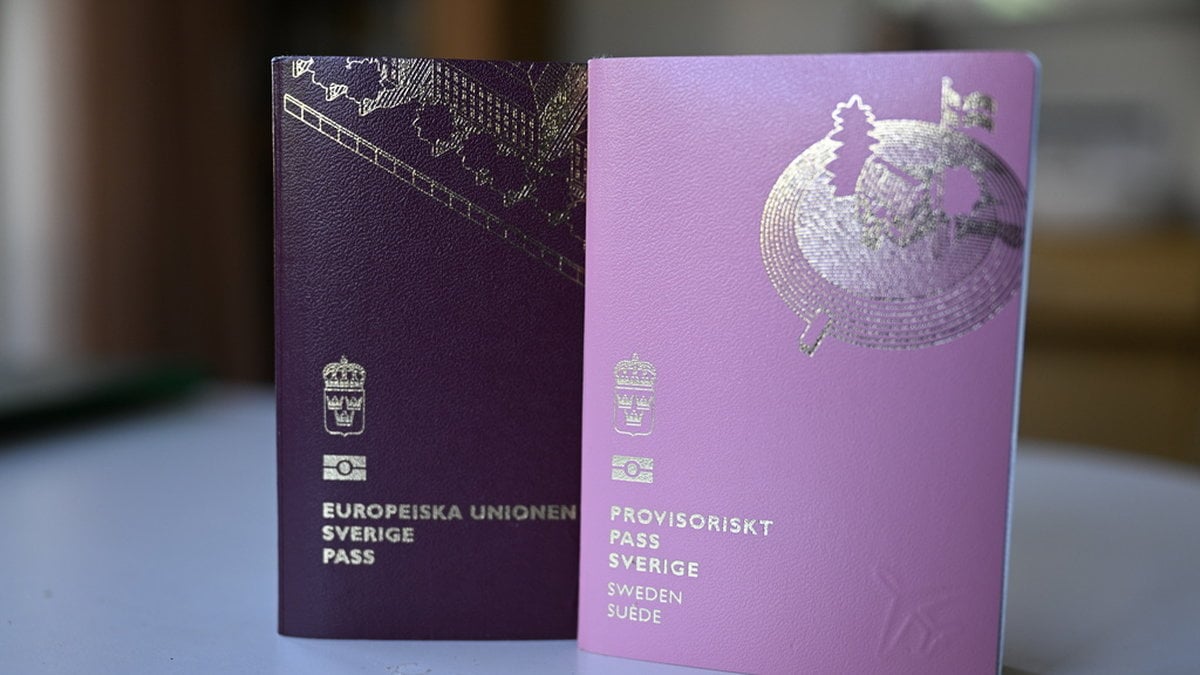 EUROPEISKA UNIONEN
SVERIGE
PASS
PROVISORISKT
PASS
SVERIGE
SWEDEN
SUÈDE